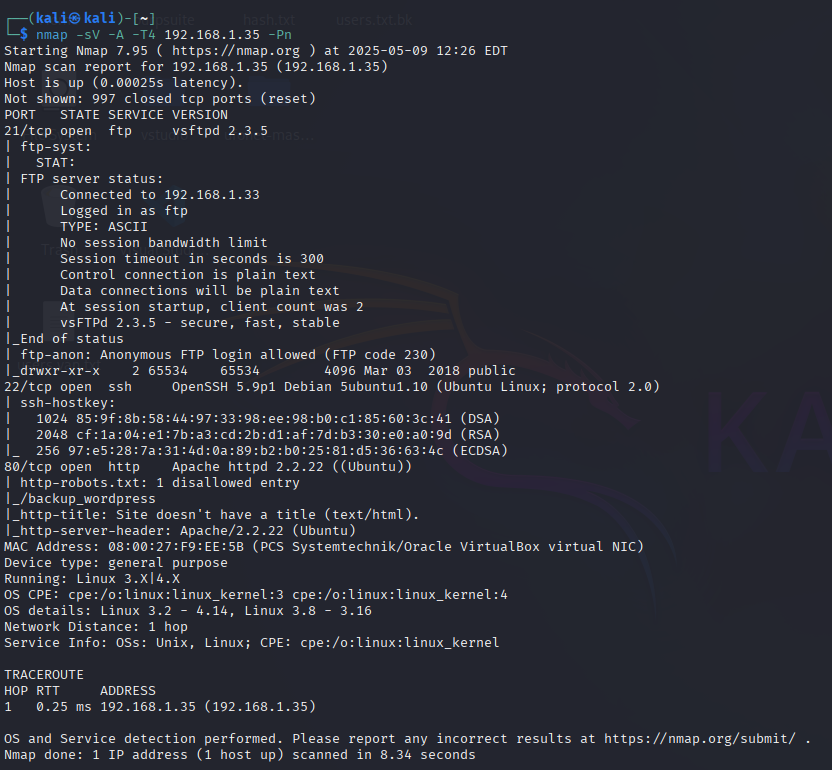 hash.txt users.txt.bk
┌──(kali㉿kali)-[~]
└─$ nmap -sV -A -T4 192.168.1.35 -Pn
Starting Nmap 7.95 ( https://nmap.org ) at 2025-05-09 12:26 EDT
Nmap scan report for 192.168.1.35 (192.168.1.35)
Host is up (0.00025s latency).
Not shown: 997 closed tcp ports (reset)
PORT   STATE SERVICE VERSION
21/tcp open  ftp     vsftpd 2.3.5
| ftp-syst:
|   STAT:
| FTP server status:
|      Connected to 192.168.1.33
|      Logged in as ftp
|      TYPE: ASCII
|      No session bandwidth limit
|      Session timeout in seconds is 300
|      Control connection is plain text
|      Data connections will be plain text
|      At session startup, client count was 2
|      vsFTPd 2.3.5 - secure, fast, stable
|_End of status
| ftp-anon: Anonymous FTP login allowed (FTP code 230)
|_drwxr-xr-x    2 65534    65534        4096 Mar 03  2018 public
22/tcp open  ssh     OpenSSH 5.9p1 Debian 5ubuntu1.10 (Ubuntu Linux; protocol 2.0)
| ssh-hostkey:
|   1024 85:9f:8b:58:44:97:33:98:ee:98:b0:c1:85:60:3c:41 (DSA)
|   2048 cf:1a:04:e1:7b:a3:cd:2b:d1:af:7d:b3:30:e0:a0:9d (RSA)
|_  256 97:e5:28:7a:31:4d:0a:89:b2:b0:25:81:d5:36:63:4c (ECDSA)
80/tcp open  http    Apache httpd 2.2.22 ((Ubuntu))
| http-robots.txt: 1 disallowed entry
|_/backup_wordpress
|_http-title: Site doesn't have a title (text/html).
|_http-server-header: Apache/2.2.22 (Ubuntu)
MAC Address: 08:00:27:F9:EE:5B (PCS Systemtechnik/Oracle VirtualBox virtual NIC)
Device type: general purpose
Running: Linux 3.X|4.X
OS CPE: cpe:/o:linux:linux_kernel:3 cpe:/o:linux:linux_kernel:4
OS details: Linux 3.2 - 4.14, Linux 3.8 - 3.16
Network Distance: 1 hop
Service Info: OSs: Unix, Linux; CPE: cpe:/o:linux:linux_kernel
TRACEROUTE
HOP RTT     ADDRESS
1   0.25 ms 192.168.1.35 (192.168.1.35)
OS and Service detection performed. Please report any incorrect results at https://nmap.org/submit/ .
Nmap done: 1 IP address (1 host up) scanned in 8.34 seconds
KA